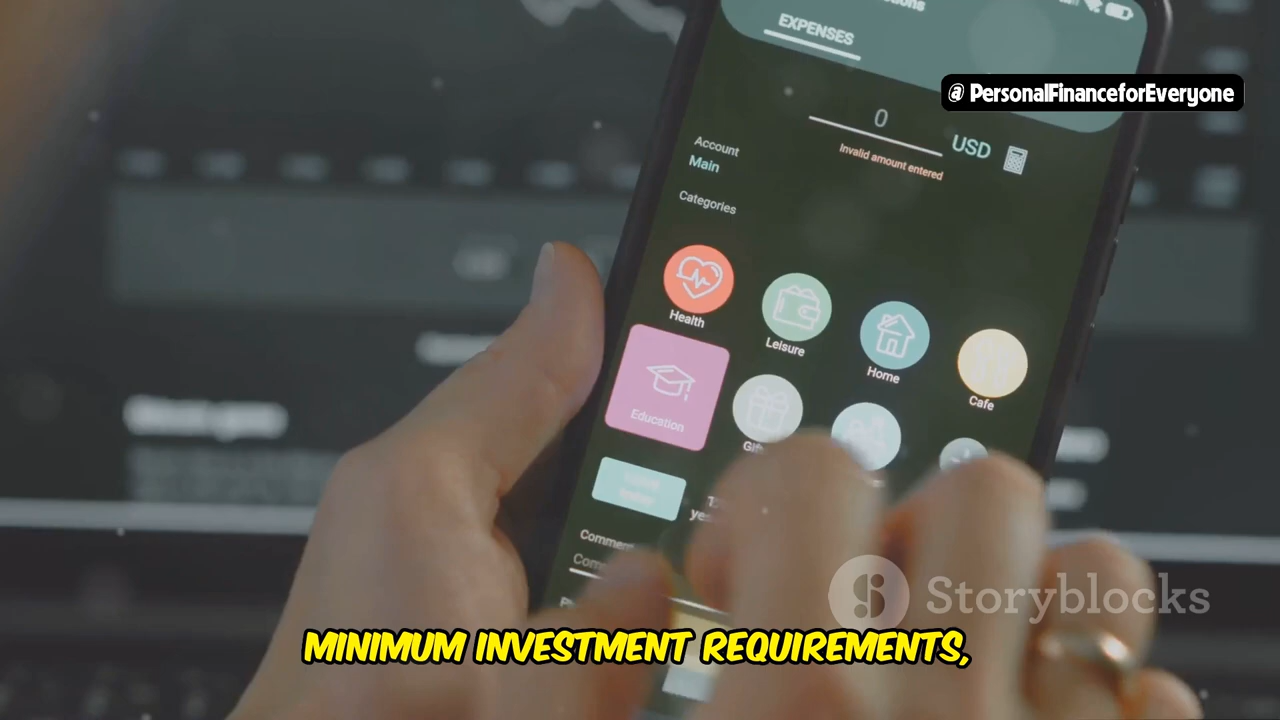 EXPENSES
@ PersonalFinanceforEveryone
0
USD
Invalid amount entered
Account
Main
Categories
Health
Leisure
Home
Cafe
Education
Storyblocks
MINIMUM INVESTMENT REQUIREMENTS,